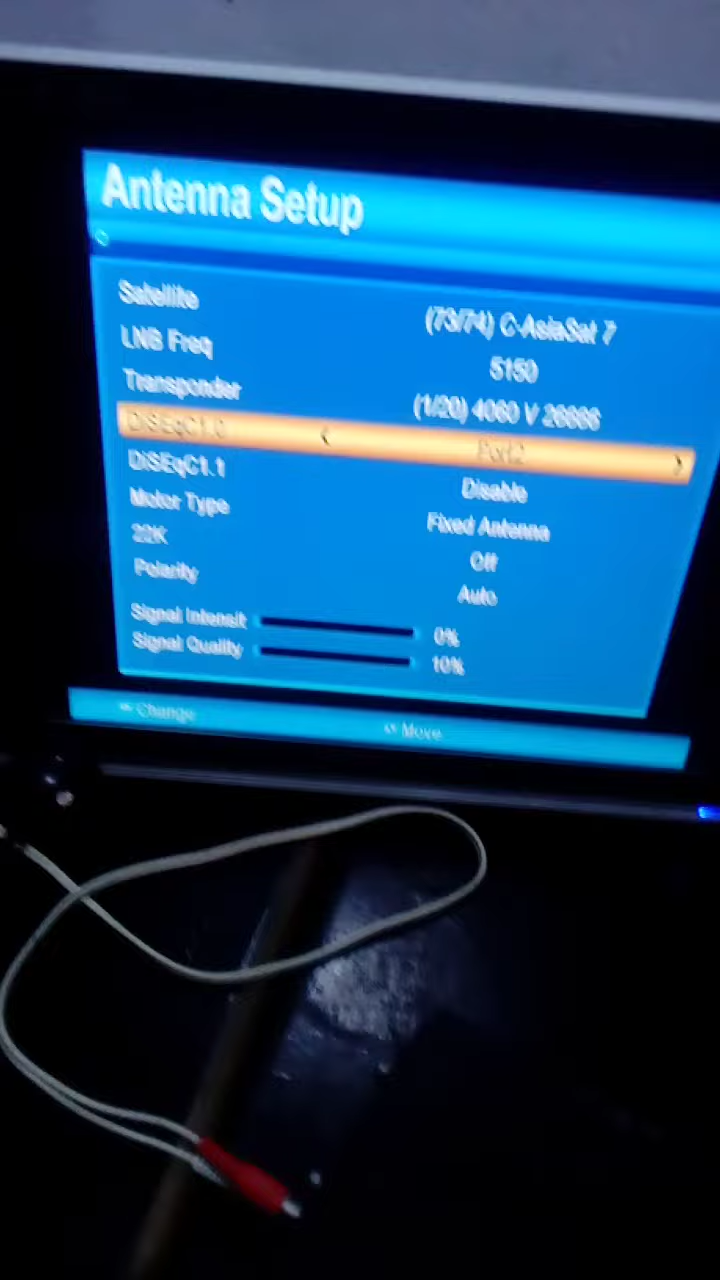 Antenna Setup
Satellite (73/74) C-AsiaSat 7
LNB Freq 5150
Transponder (1/20) 4060 V 26666
DiSEqC1.0 Port2
DiSEqC1.1 Disable
Motor Type Fixed Antenna
22K Off
Polarity Auto
Signal Intensit 0%
Signal Quality 10%
Change Move